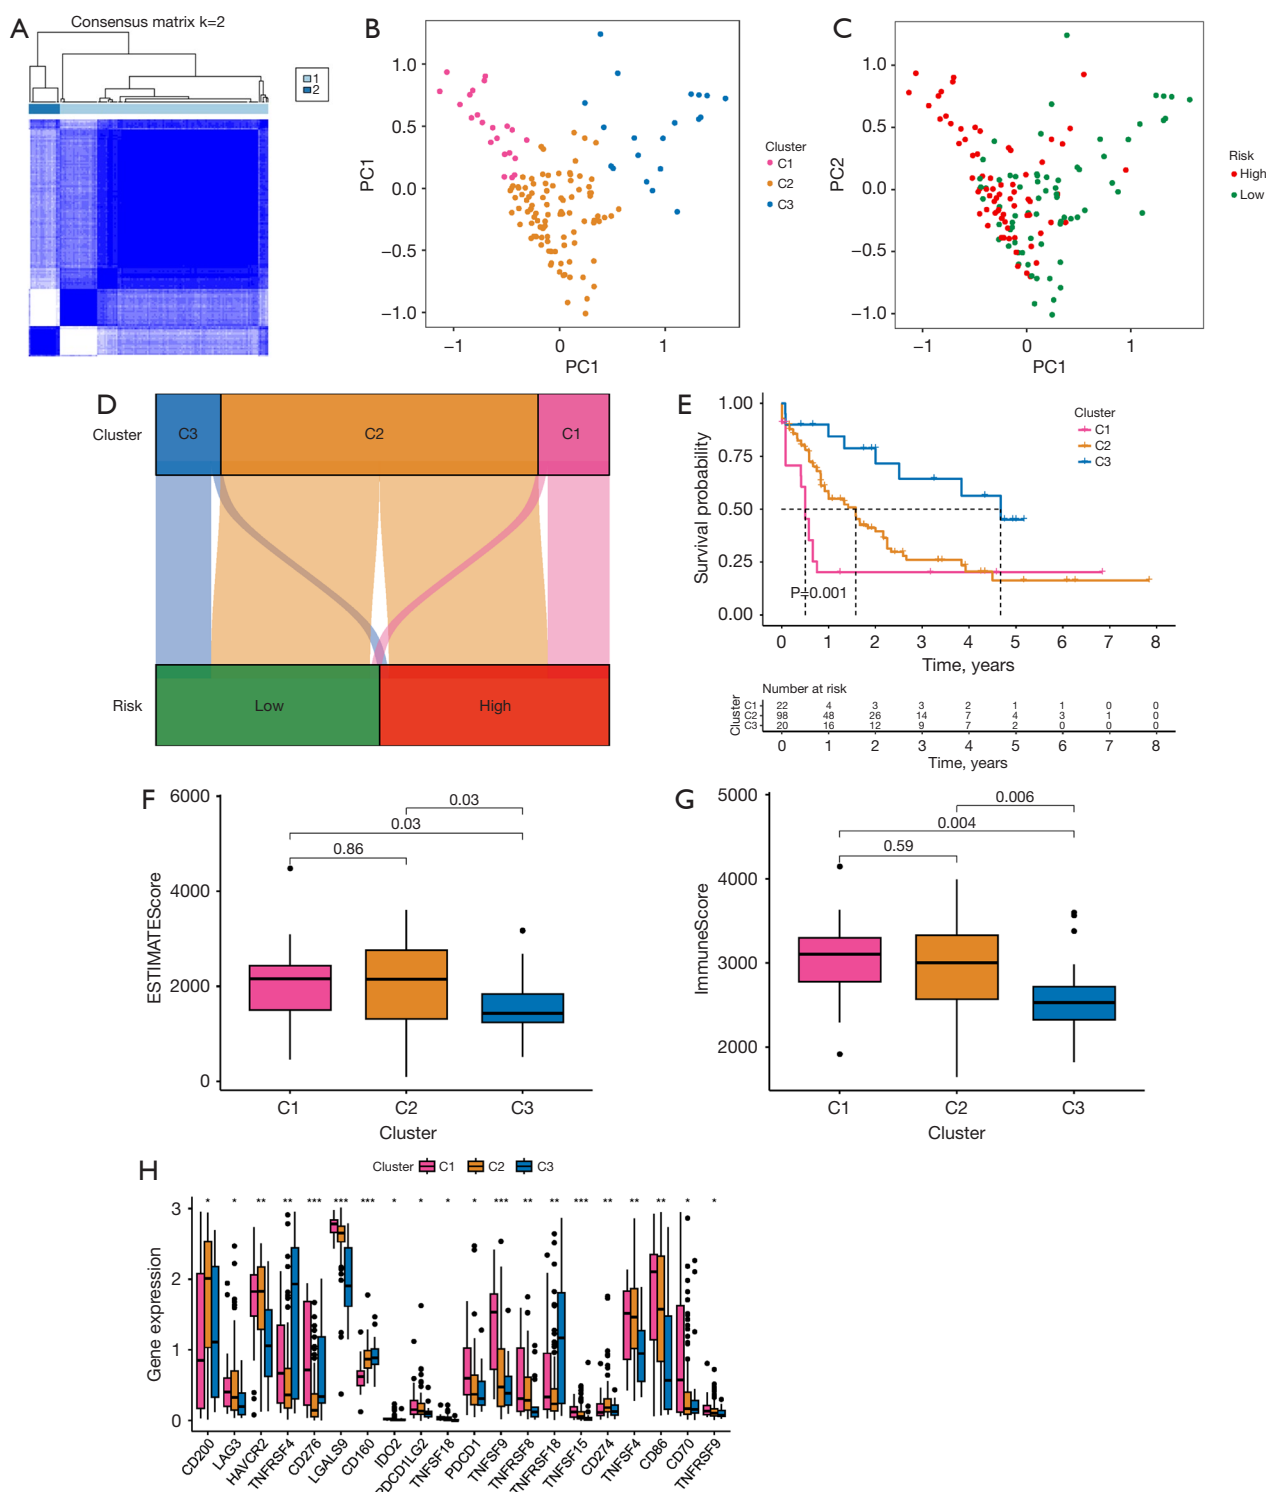 A
Consensus matrix k=2
1
2
B
1.0
0.5
0.0
−0.5
−1.0
PC1
−1
0
1
PC1
Cluster
C1
C2
C3
C
1.0
0.5
0.0
−0.5
−1.0
PC2
−1
0
1
PC1
Risk
High
Low
D
Cluster
C3
C2
C1
Risk
Low
High
E
1.00
0.75
0.50
0.25
0.00
Survival probability
Cluster
C1
C2
C3
P=0.001
0 1 2 3 4 5 6 7 8
Time, years
Number at risk
Cluster
C1 22 4 3 3 2 1 1 0 0
C2 98 48 26 14 7 4 3 1 0
C3 20 16 12 9 7 2 0 0 0
0 1 2 3 4 5 6 7 8
Time, years
F
6000
4000
2000
0
ESTIMATEScore
0.03
0.03
0.86
C1 C2 C3
Cluster
G
5000
4000
3000
2000
ImmuneScore
0.006
0.004
0.59
C1 C2 C3
Cluster
H
Cluster C1 C2 C3
* * ** ** *** *** *** * * * * *** ** ** *** ** ** ** * *
3
2
1
0
Gene expression
CD200
LAG3
HAVCR2
TNFRSF4
CD276
LGALS9
CD160
IDO2
PDCD1LG2
TNFSF18
PDCD1
TNFSF9
TNFRSF8
TNFRSF18
TNFSF15
CD274
TNFSF4
CD86
CD70
TNFRSF9